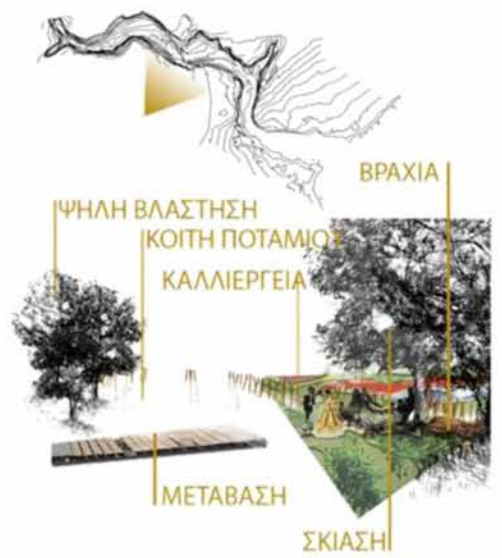 ΒΡΑΧΙΑ
ΨΗΛΗ ΒΛΑΣΤΗΣΗ
ΚΟΙΤΗ ΠΟΤΑΜΙΟΥ
ΚΑΛΛΙΕΡΓΕΙΑ
ΜΕΤΑΒΑΣΗ
ΣΚΙΑΣΗ